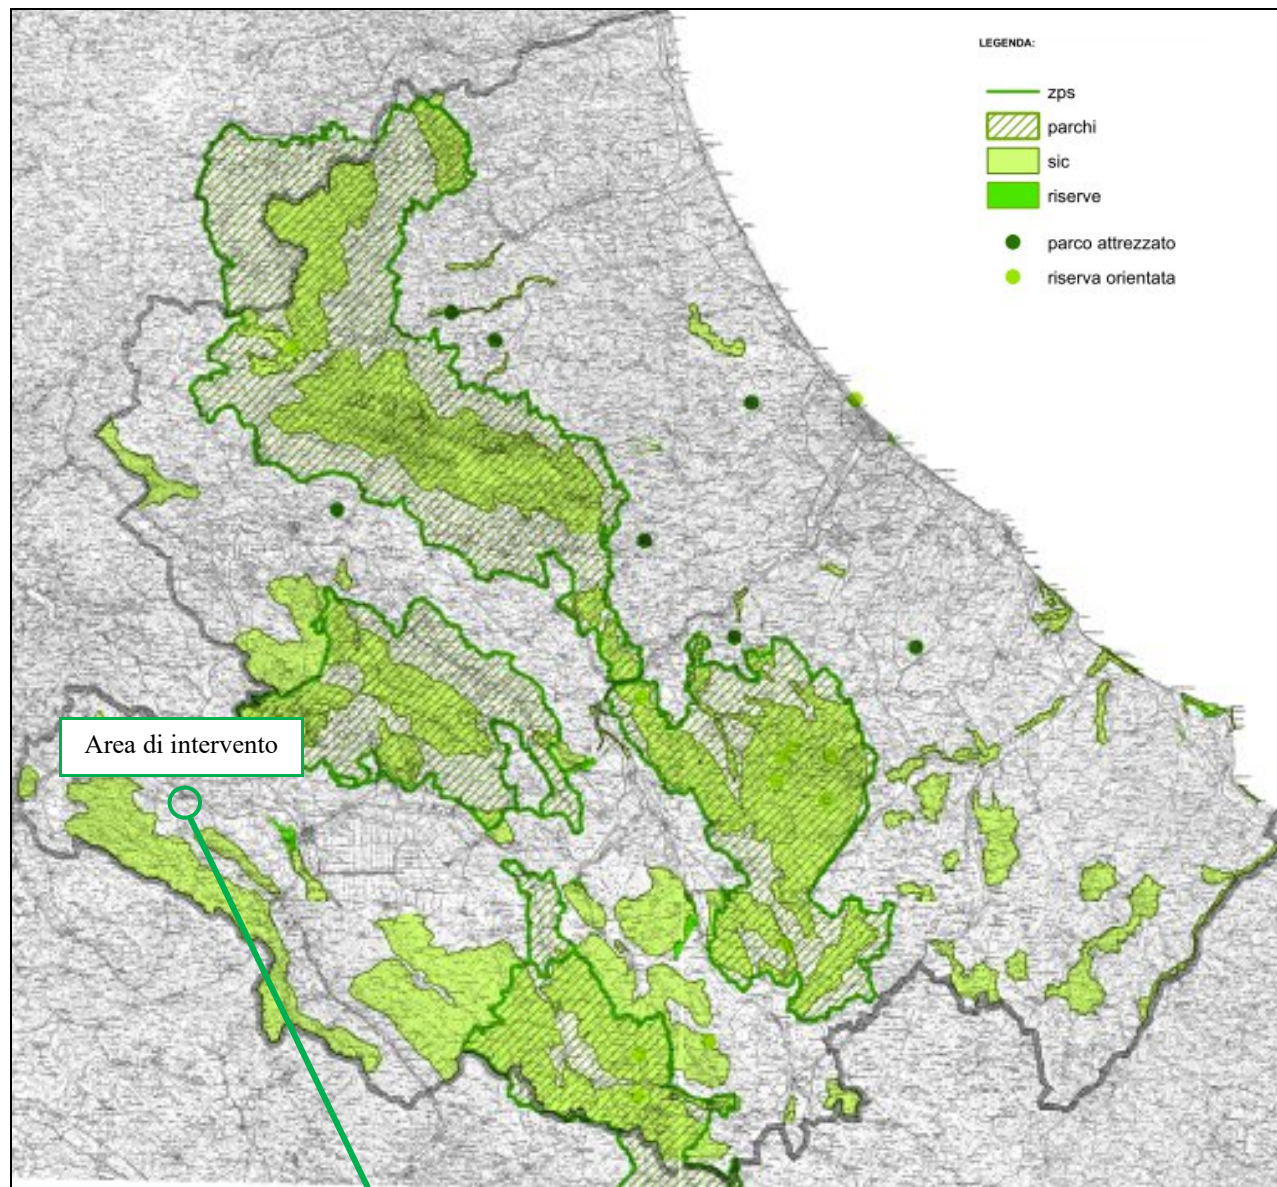 LEGENDA:
zps
parchi
sic
riserve
parco attrezzato
riserva orientata
Area di intervento